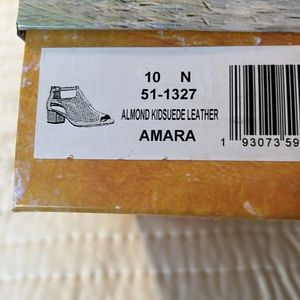 10 N
51-1327
ALMOND KIDSUEDE LEATHER
AMARA
1 93073 59